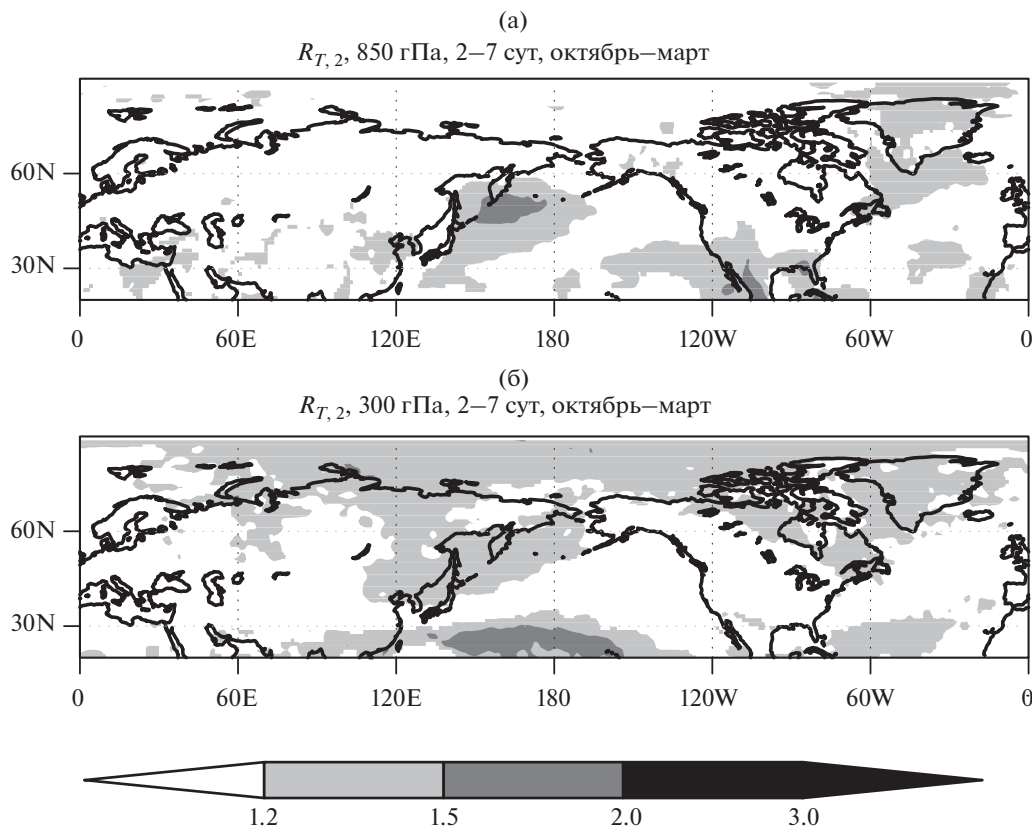 (а)
R_{T, 2}, 850 гПа, 2–7 сут, октябрь–март
60N
30N
0 60E 120E 180 120W 60W 0
(б)
R_{T, 2}, 300 гПа, 2–7 сут, октябрь–март
60N
30N
0 60E 120E 180 120W 60W 0
1.2 1.5 2.0 3.0